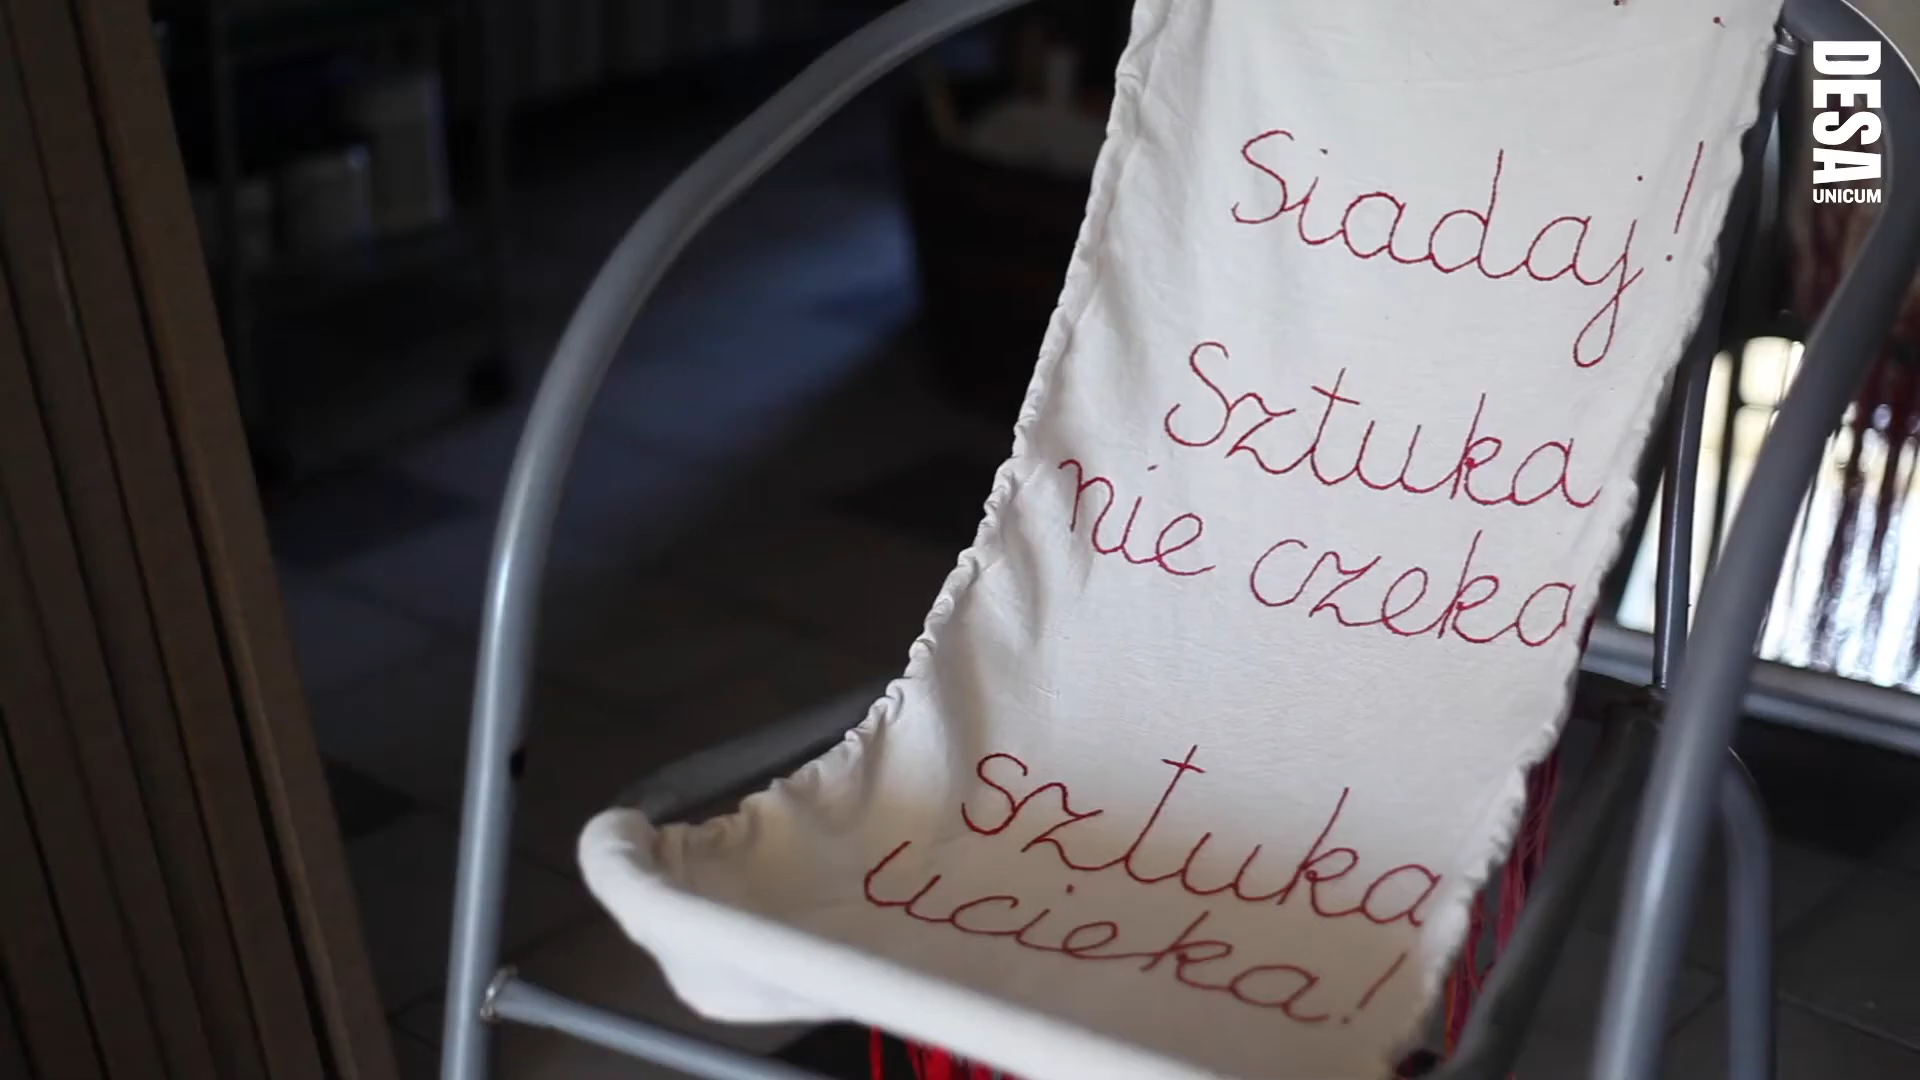 Siadaj!
Sztuka
nie czeka
sztuka
ucieka!
DESA
UNICUM